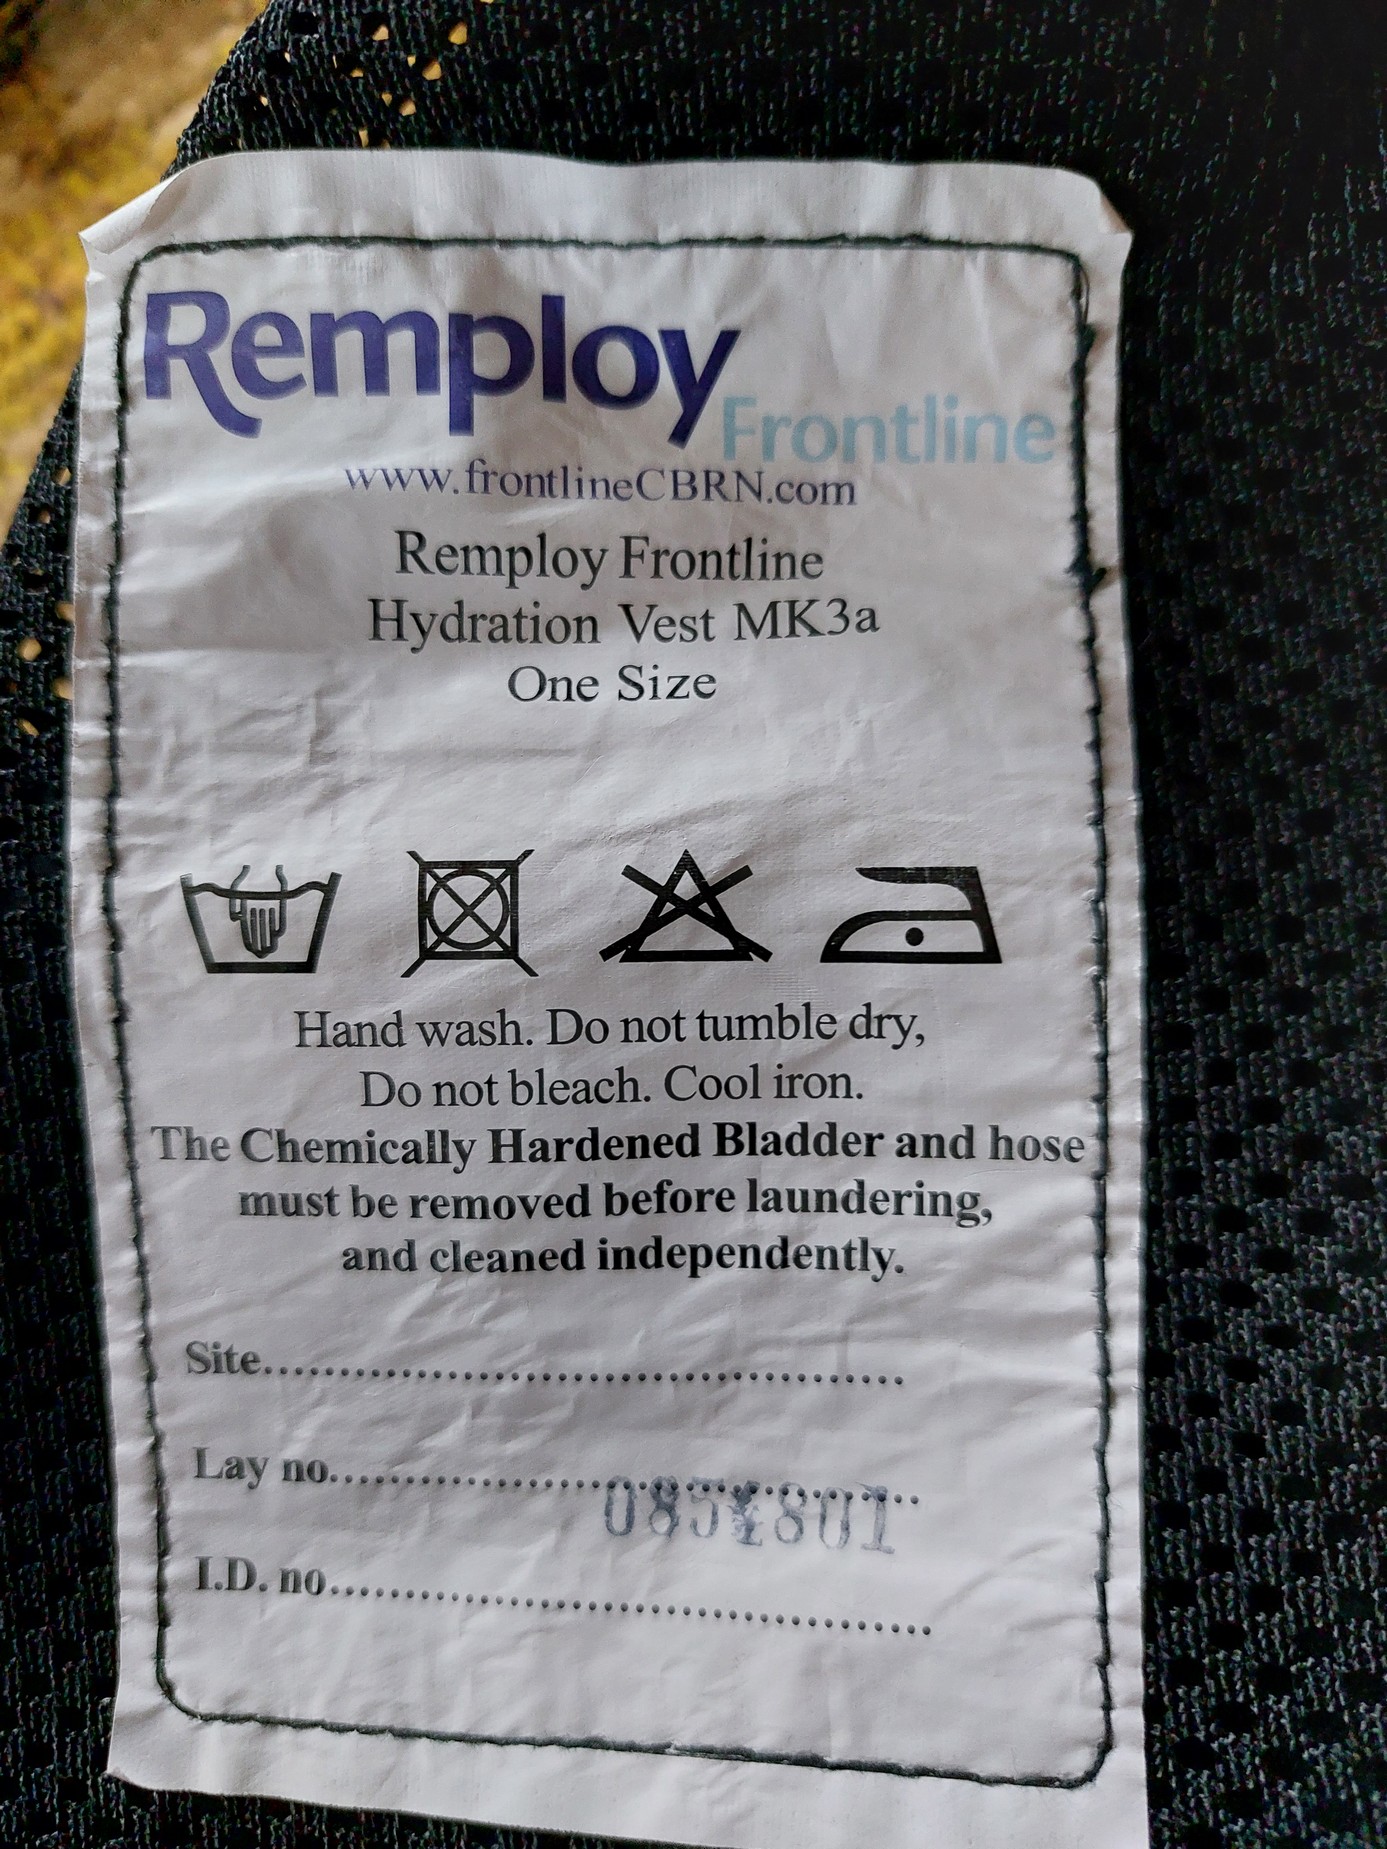 Remploy
Frontline
www.frontlineCBRN.com
Remploy Frontline
Hydration Vest MK3a
One Size
Hand wash. Do not tumble dry,
Do not bleach. Cool iron.
The Chemically Hardened Bladder and hose
must be removed before laundering,
and cleaned independently.
Site..........................................
Lay no.......................................
I.D. no.......................................